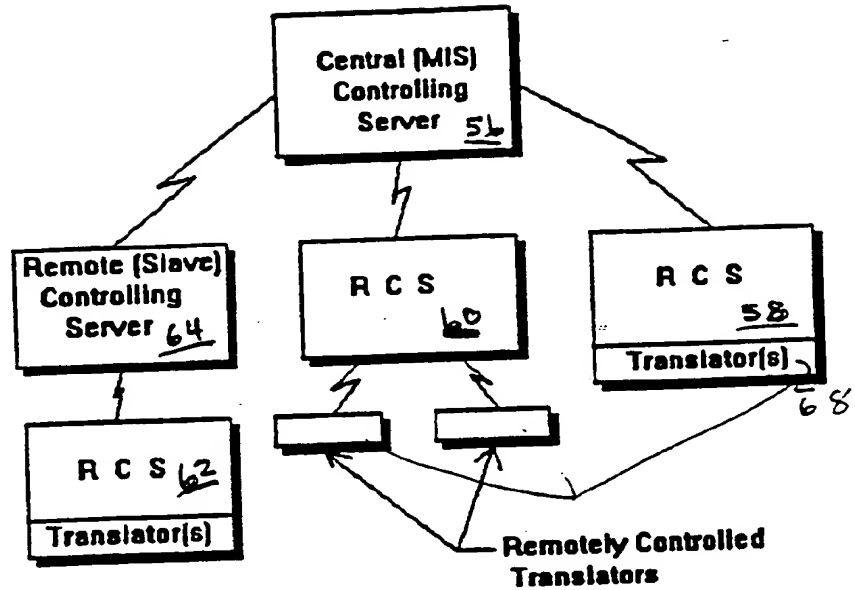 Central (MIS)
Controlling
Server 56
Remote (Slave)
Controlling
Server 64
R C S
60
R C S
58
Translator(s)
68
R C S 62
Translator(s)
Remotely Controlled
Translators